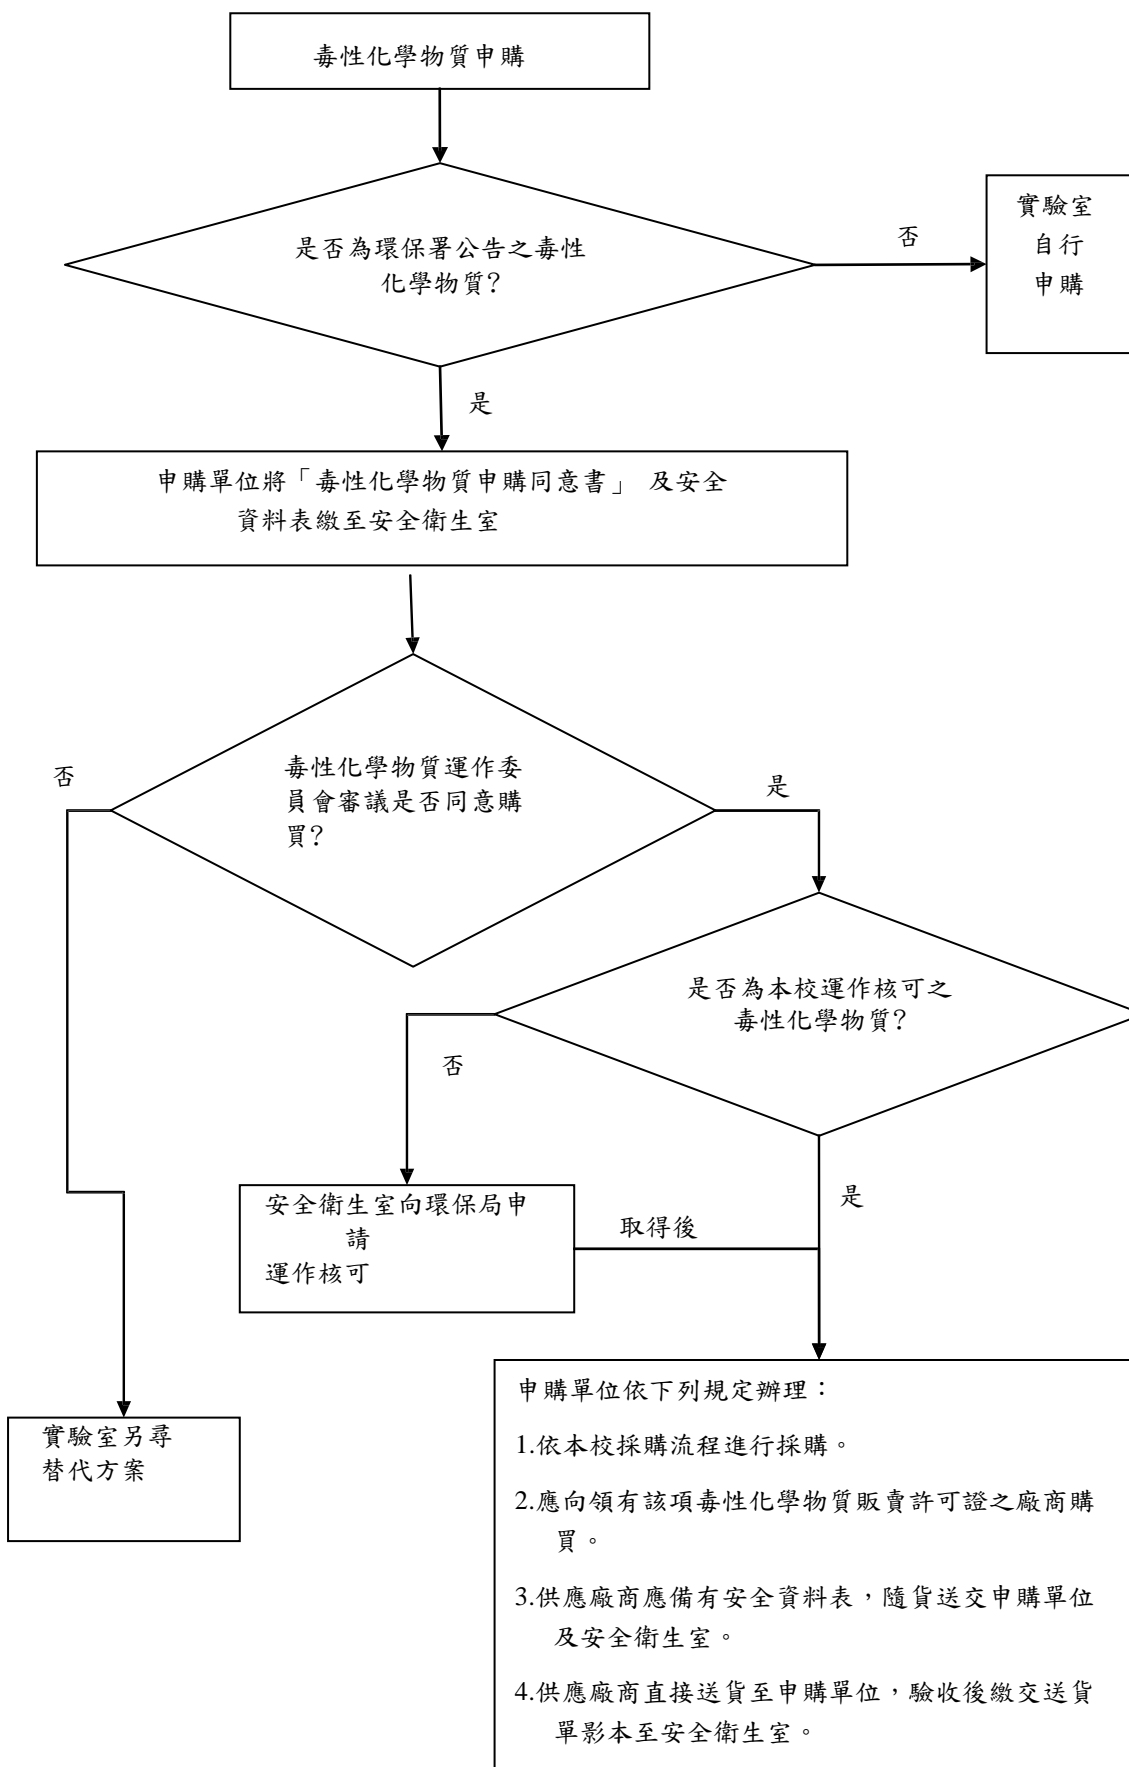 毒性化學物質申購
是否為環保署公告之毒性
化學物質?
否
實驗室
自行
申購
是
申購單位將「毒性化學物質申購同意書」 及安全
資料表繳至安全衛生室
毒性化學物質運作委
員會審議是否同意購
買?
否
是
是否為本校運作核可之
毒性化學物質?
否
是
安全衛生室向環保局申
請
運作核可
取得後
實驗室另尋
替代方案
申購單位依下列規定辦理：
1.依本校採購流程進行採購。
2.應向領有該項毒性化學物質販賣許可證之廠商購
買。
3.供應廠商應備有安全資料表，隨貨送交申購單位
及安全衛生室。
4.供應廠商直接送貨至申購單位，驗收後繳交送貨
單影本至安全衛生室。